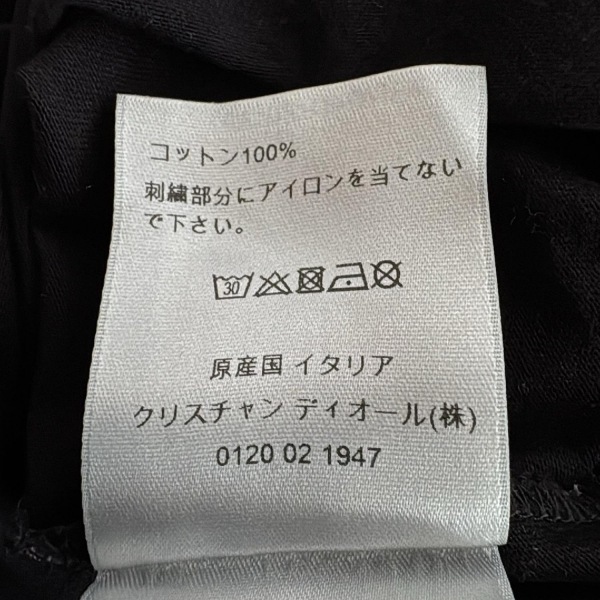 コットン100%
刺繍部分にアイロンを当てない
で下さい。
30
原産国 イタリア
クリスチャン ディオール(株)
0120 02 1947